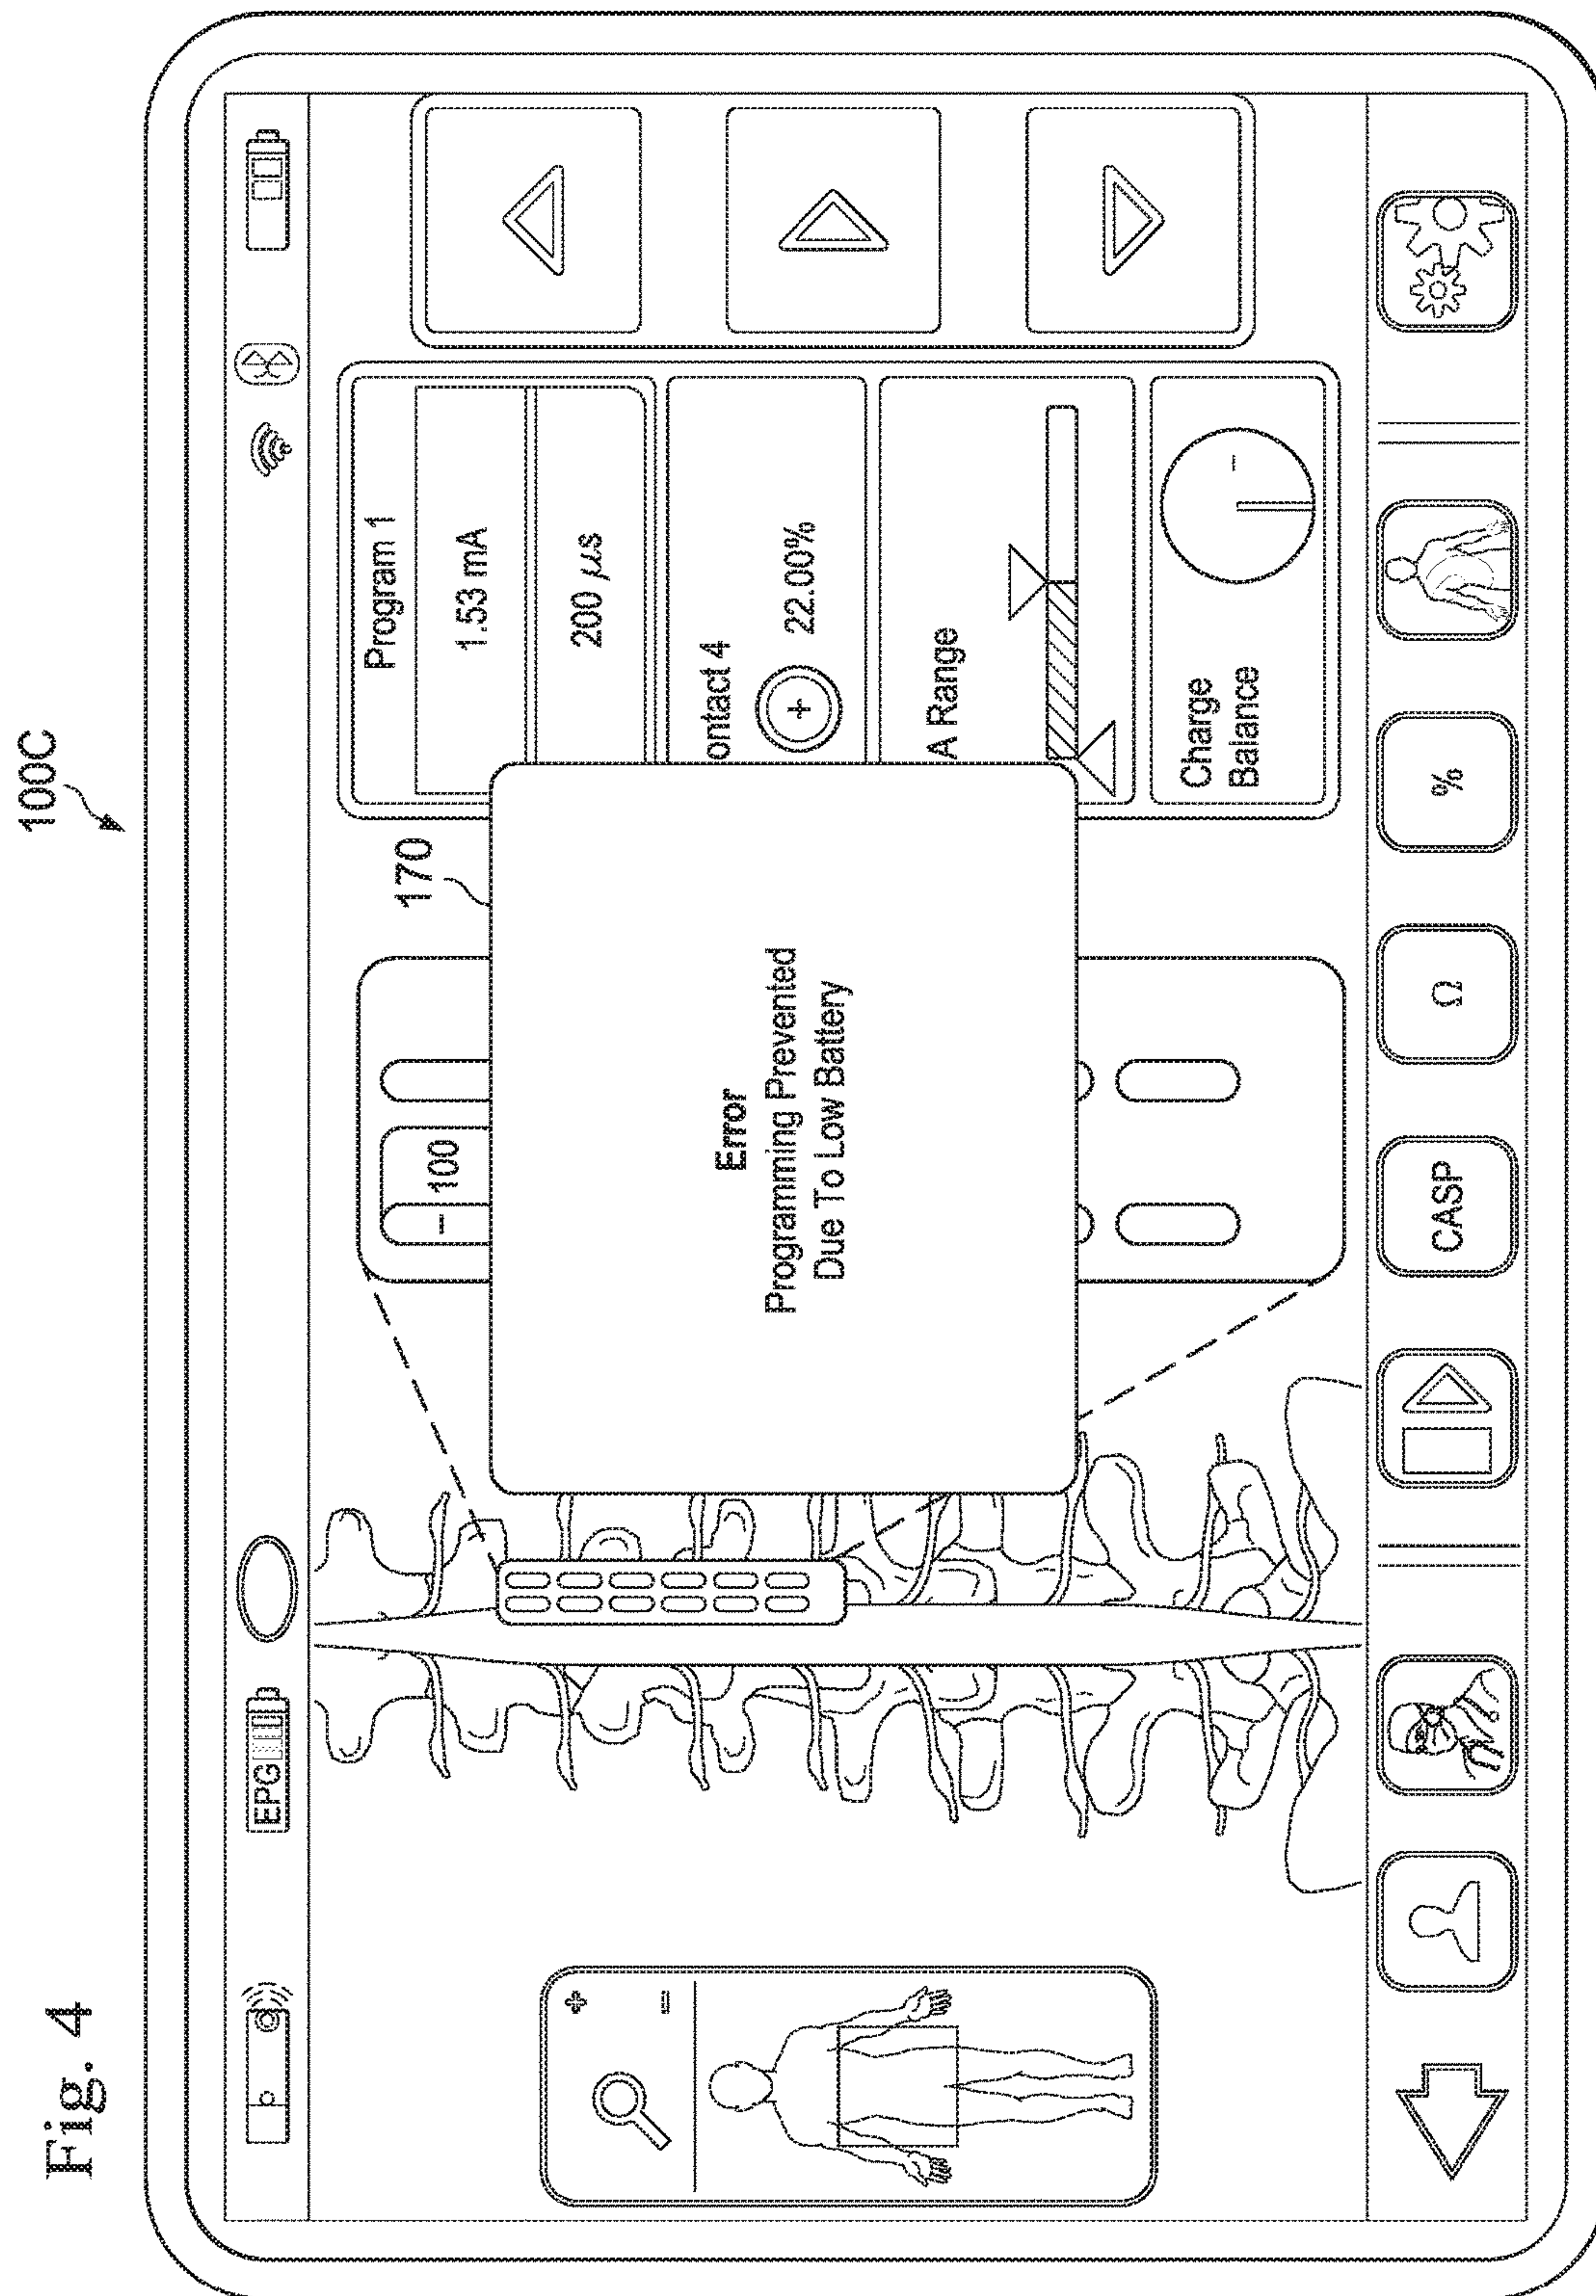 Fig. 4
100C
EPG
Program 1
1.53 mA
200 μs
ontact 4
+ 22.00%
A Range
Charge
Balance
–
170
– 100
Error
Programming Prevented
Due To Low Battery
+
–
CASP
Ω
%